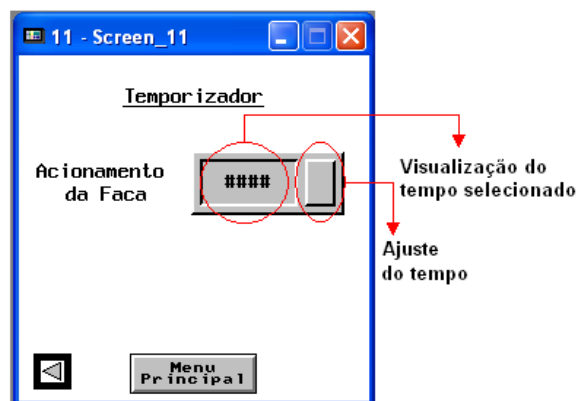 11 - Screen_11
Temporizador
Acionamento
da Faca
####
Visualização do
tempo selecionado
Ajuste
do tempo
Menu
Principal